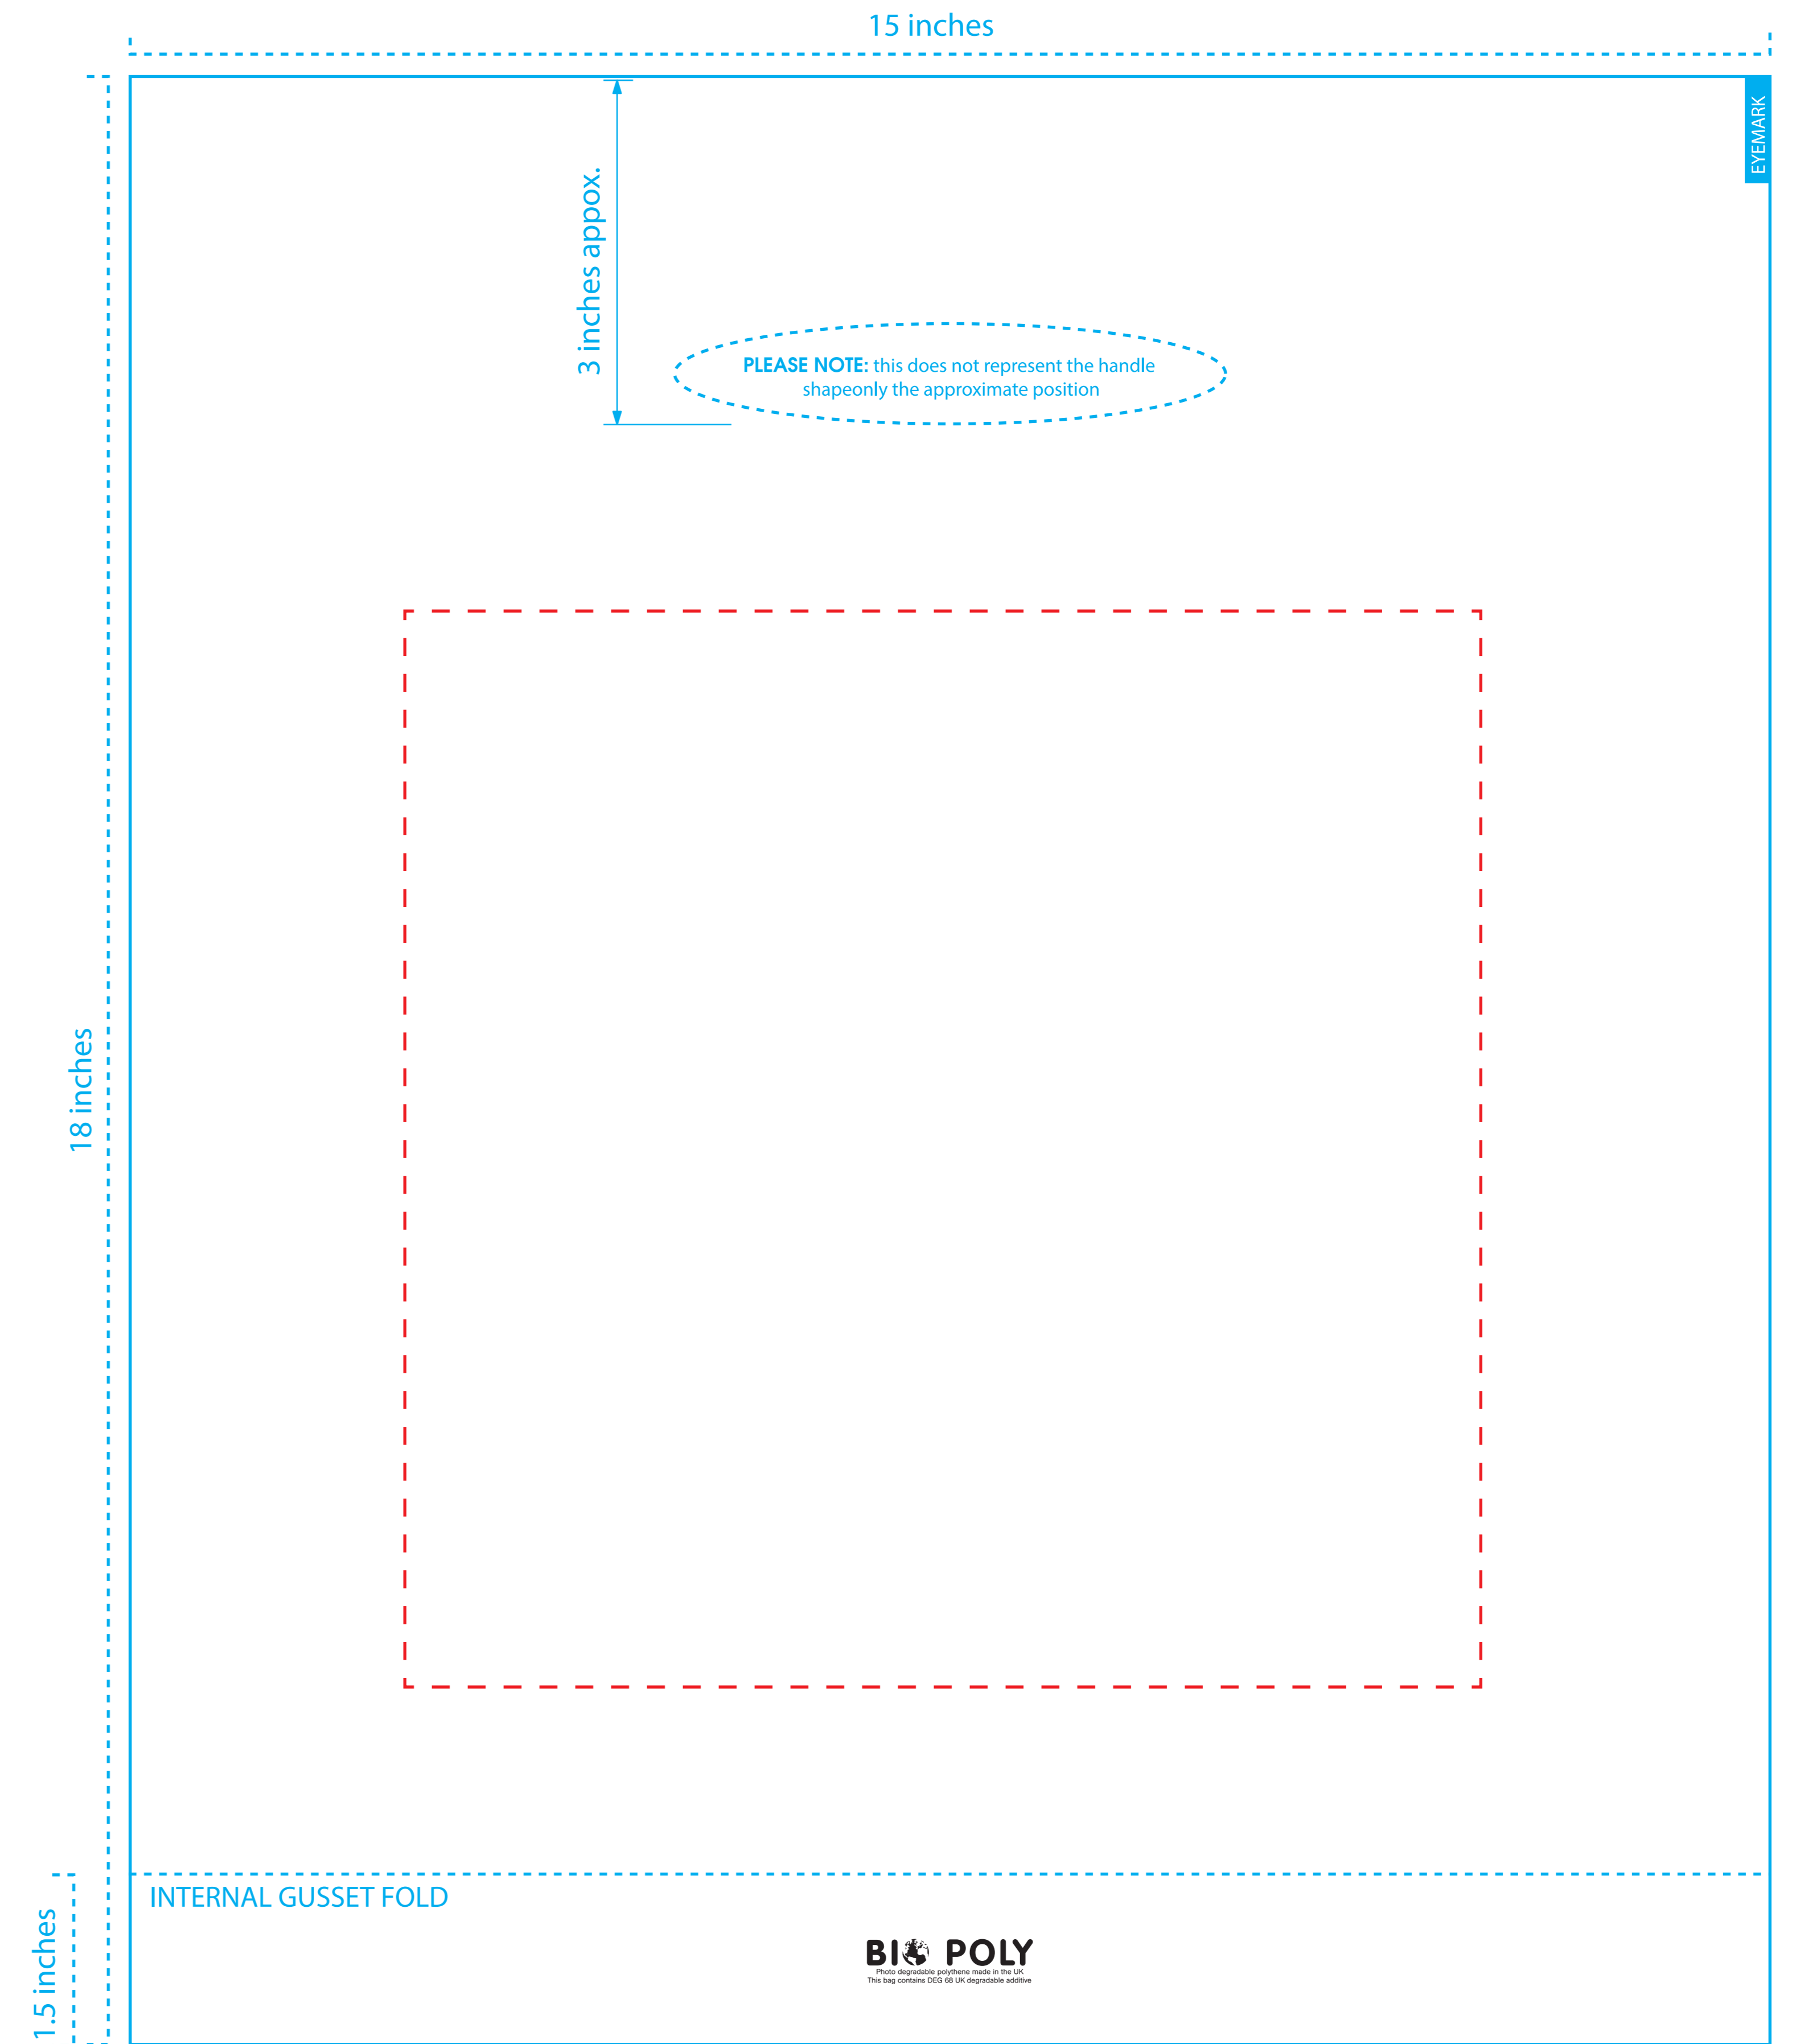 15 inches
EYEMARK
3 inches appox.
PLEASE NOTE: this does not represent the handle
shapeonly the approximate position
18 inches
INTERNAL GUSSET FOLD
1.5 inches
BIO POLY
Photo degradable polythene made in the UK
This bag contains DEG 68 UK degradable additive